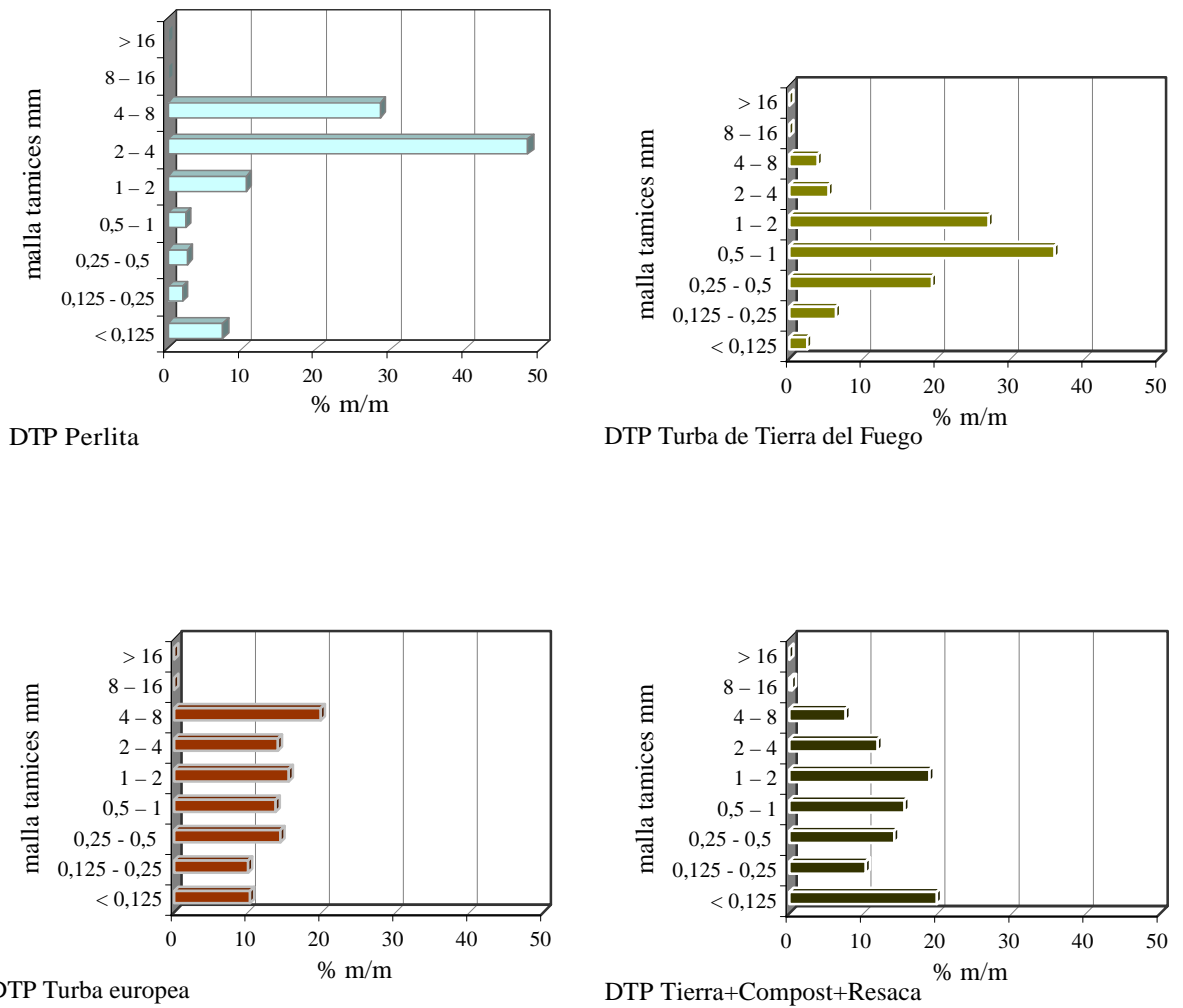 malla tamices mm
> 16
8 – 16
4 – 8
2 – 4
1 – 2
0,5 – 1
0,25 - 0,5
0,125 - 0,25
< 0,125
0 10 20 30 40 50
% m/m
DTP Perlita
malla tamices mm
> 16
8 – 16
4 – 8
2 – 4
1 – 2
0,5 – 1
0,25 - 0,5
0,125 - 0,25
< 0,125
0 10 20 30 40 50
% m/m
DTP Turba de Tierra del Fuego
malla tamices mm
> 16
8 – 16
4 – 8
2 – 4
1 – 2
0,5 – 1
0,25 - 0,5
0,125 - 0,25
< 0,125
0 10 20 30 40 50
% m/m
DTP Turba europea
malla tamices mm
> 16
8 – 16
4 – 8
2 – 4
1 – 2
0,5 – 1
0,25 - 0,5
0,125 - 0,25
< 0,125
0 10 20 30 40 50
% m/m
DTP Tierra+Compost+Resaca